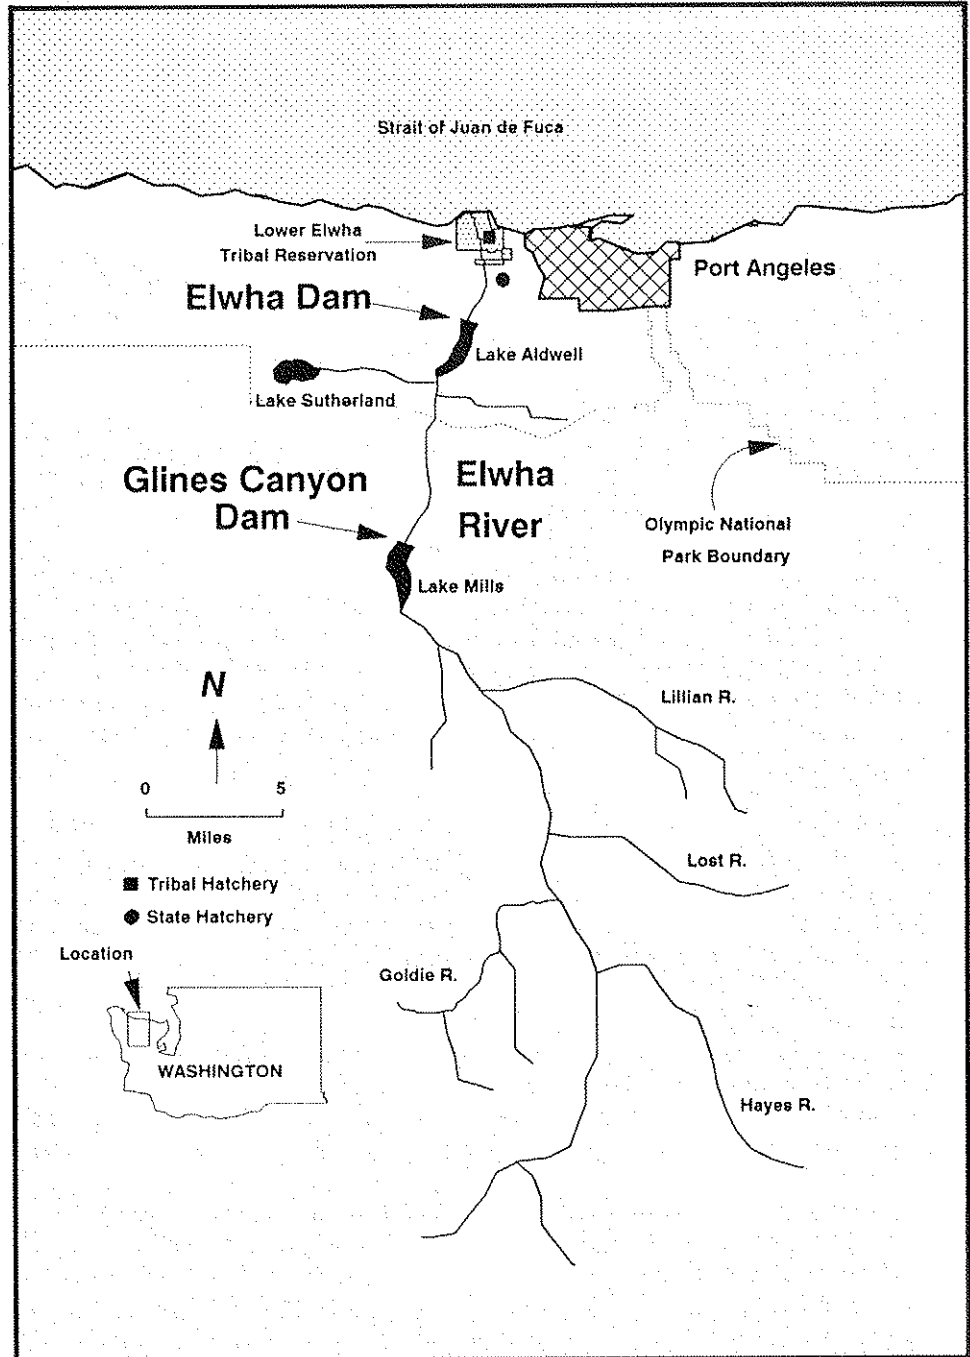 Strait of Juan de Fuca
Lower Elwha
Tribal Reservation
Port Angeles
Elwha Dam
Lake Aldwell
Lake Sutherland
Glines Canyon
Dam
Elwha
River
Olympic National
Park Boundary
Lake Mills
N
Lillian R.
0 5
Miles
Lost R.
Tribal Hatchery
State Hatchery
Location
Goldie R.
WASHINGTON
Hayes R.